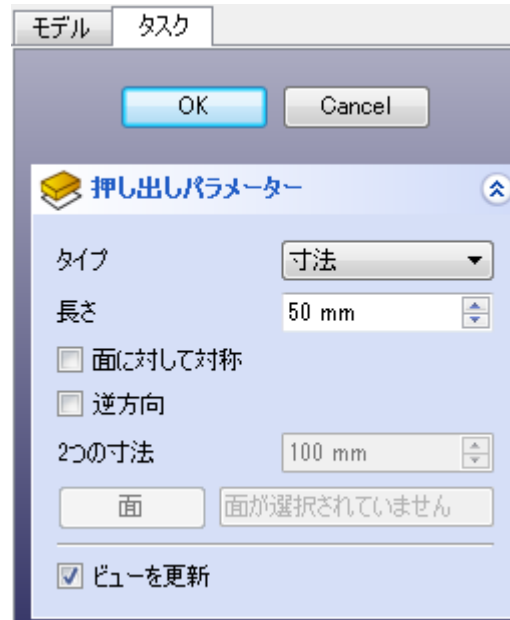 モデル タスク
OK Cancel
押し出しパラメーター
タイプ 寸法
長さ 50 mm
面に対して対称
逆方向
2つの寸法 100 mm
面 面が選択されていません
ビューを更新